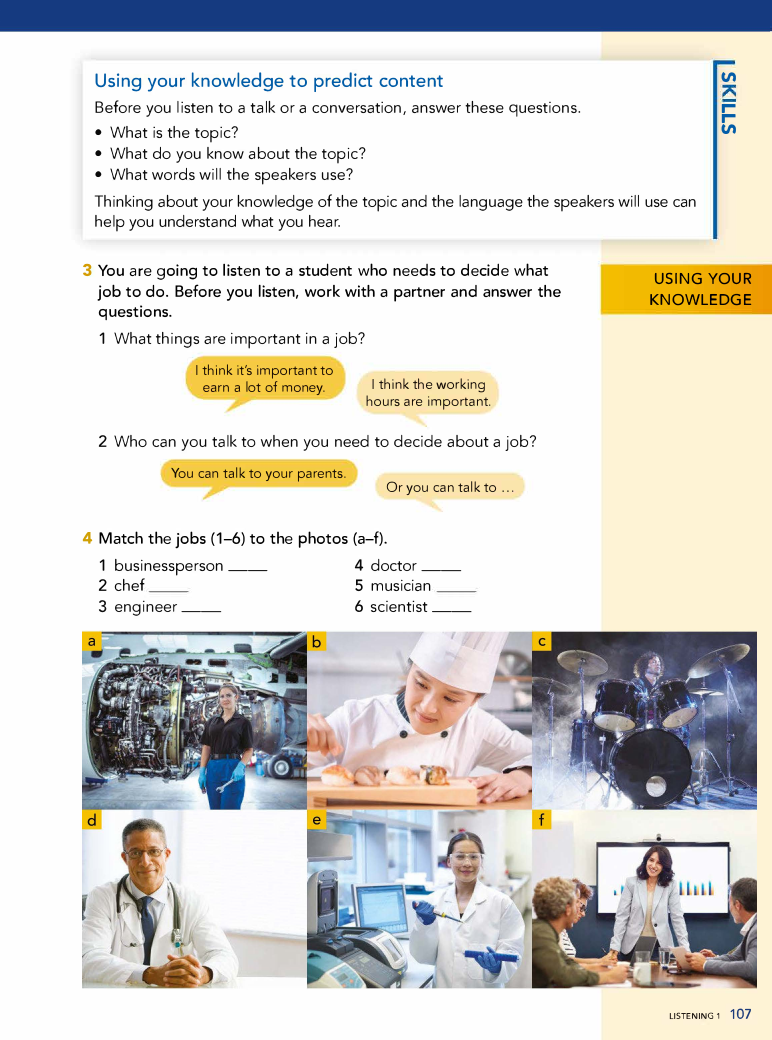 Using your knowledge to predict content
Before you listen to a talk or a conversation, answer these questions.
• What is the topic?
• What do you know about the topic?
• What words will the speakers use?
Thinking about your knowledge of the topic and the language the speakers will use can
help you understand what you hear.
SKILLS
3 You are going to listen to a student who needs to decide what
job to do. Before you listen, work with a partner and answer the
questions.
USING YOUR
KNOWLEDGE
1 What things are important in a job?
I think it's important to
earn a lot of money.
I think the working
hours are important.
2 Who can you talk to when you need to decide about a job?
You can talk to your parents.
Or you can talk to …
4 Match the jobs (1–6) to the photos (a–f).
1 businessperson _____
2 chef _____
3 engineer _____
4 doctor _____
5 musician _____
6 scientist _____
a
b
c
d
e
f
LISTENING 1 107